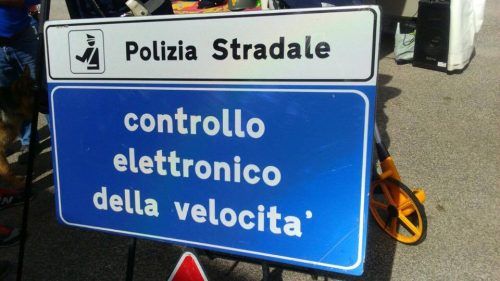 Polizia Stradale
controllo
elettronico
della velocita'